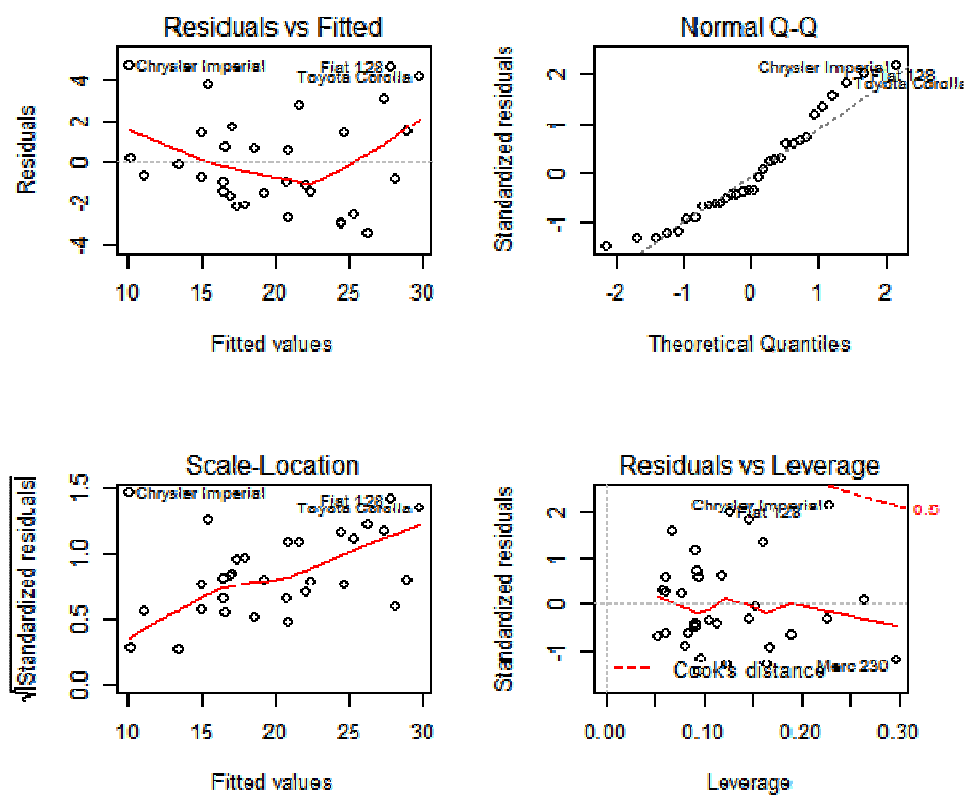 Residuals vs Fitted
Residuals
4
2
0
-2
-4
Chrysler Imperial
Fiat 128
Toyota Corolla
10 15 20 25 30
Fitted values
Normal Q-Q
Standardized residuals
2
1
0
-1
Chrysler Imperial
Fiat 128
Toyota Corolla
-2 -1 0 1 2
Theoretical Quantiles
Scale-Location
√|Standardized residuals|
1.5
1.0
0.5
0.0
Chrysler Imperial
Fiat 128
Toyota Corolla
10 15 20 25 30
Fitted values
Residuals vs Leverage
Standardized residuals
2
1
0
-1
Chrysler Imperial
Fiat 128
0.5
Merc 230
Cook's distance
0.00 0.10 0.20 0.30
Leverage